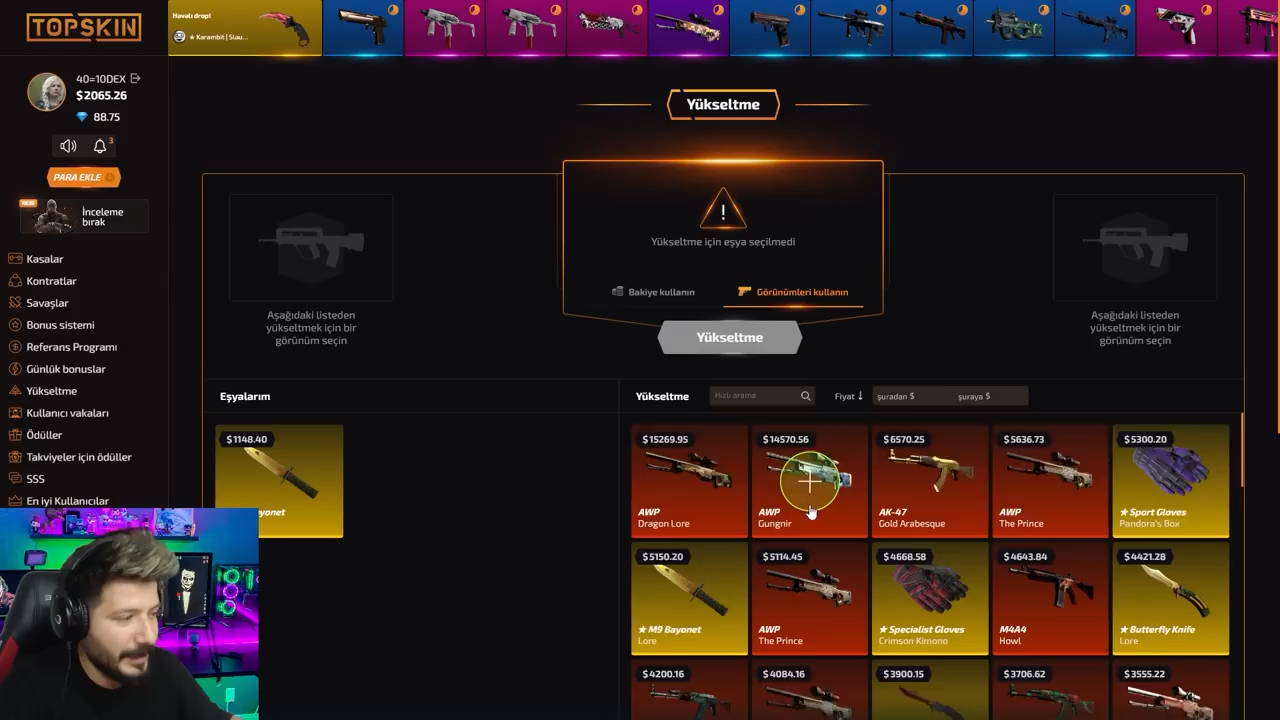 TOPSKIN
Havalı drop!
★ Karambit | Slau...
40=10DEX
$2065.26
88.75
3
PARA EKLE
NEW
İnceleme
bırak
Kasalar
Kontratlar
Savaşlar
Bonus sistemi
Referans Programı
Günlük bonuslar
Yükseltme
Kullanıcı vakaları
Ödüller
Takviyeler için ödüller
SSS
En iyi Kullanıcılar
Yükseltme
!
Yükseltme için eşya seçilmedi
Bakiye kullanın
Görünümleri kullanın
Yükseltme
Aşağıdaki listeden
yükseltmek için bir
görünüm seçin
Aşağıdaki listeden
yükseltmek için bir
görünüm seçin
Eşyalarım
$1148.40
Yükseltme
Hızlı arama
Fiyat ↓
şuradan $
şuraya $
$15269.95
AWP
Dragon Lore
$14570.56
AWP
Gungnir
$6570.25
AK-47
Gold Arabesque
$5636.73
AWP
The Prince
$5300.20
★ Sport Gloves
Pandora's Box
$5150.20
★ M9 Bayonet
Lore
$5114.45
AWP
The Prince
$4668.58
★ Specialist Gloves
Crimson Kimono
$4643.84
M4A4
Howl
$4421.28
★ Butterfly Knife
Lore
$4200.16
$4084.16
$3900.15
$3706.62
$3555.22